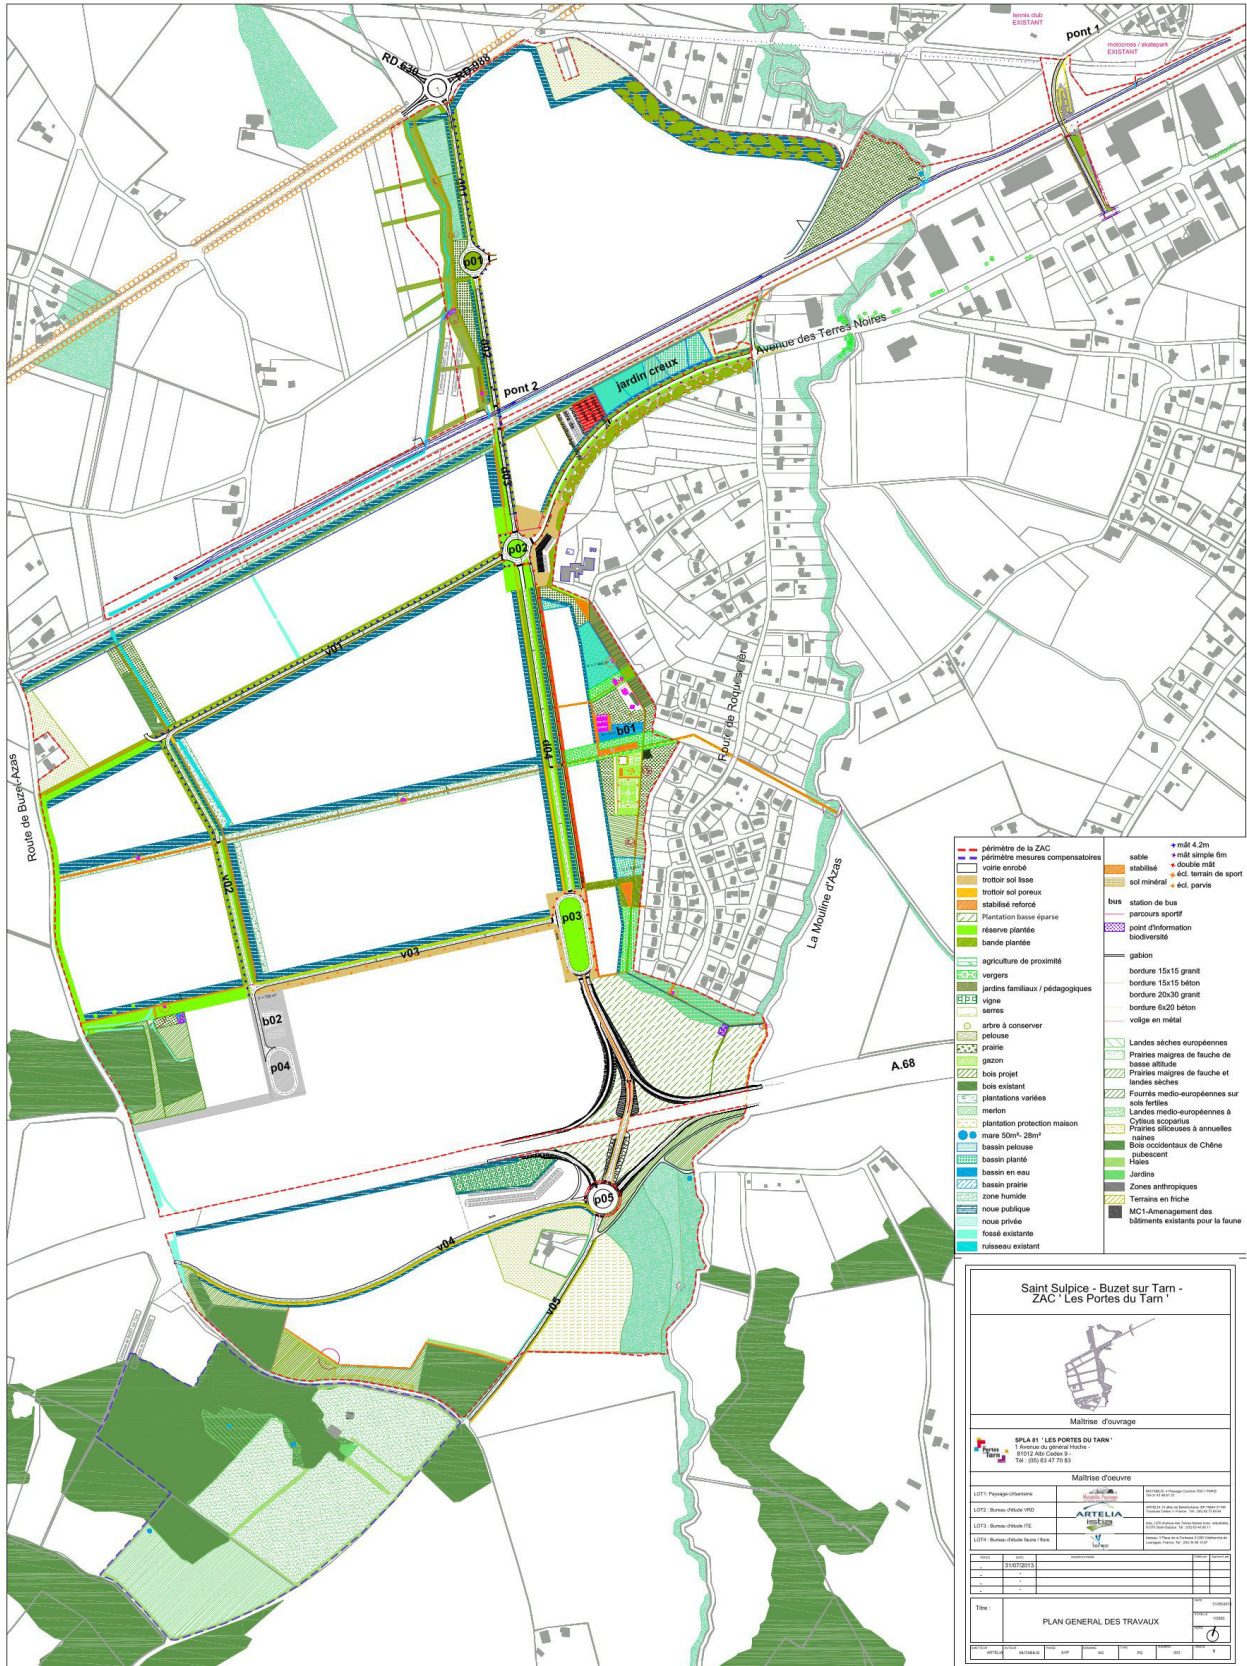 tennis club
EXISTANT
pont 1
motocross / skatepark
EXISTANT
RD 630
RD 988
d01
p01
d02
pont 2
jardin creux
Avenue des Terres Noires
d03
p02
v01
d04
b01
Route de Buzet-Azas
v02
p03
v03
b02
p04
La Mouline d'Azas
A.68
p05
v04
v05
périmètre de la ZAC
périmètre mesures compensatoires
voirie enrobé
trottoir sol lisse
trottoir sol poreux
stabilisé reforcé
Plantation basse éparse
réserve plantée
bande plantée
agriculture de proximité
vergers
jardins familiaux / pédagogiques
vigne
serres
arbre à conserver
pelouse
prairie
gazon
bois projet
bois existant
plantations variées
merlon
plantation protection maison
mare 50m²- 28m²
bassin pelouse
bassin planté
bassin en eau
bassin prairie
zone humide
noue publique
noue privée
fossé existante
ruisseau existant
sable
stabilisé
sol minéral
mât 4.2m
mât simple 6m
double mât
écl. terrain de sport
écl. parvis
bus station de bus
parcours sportif
point d'information
biodiversité
gabion
bordure 15x15 granit
bordure 15x15 béton
bordure 20x30 granit
bordure 6x20 béton
volige en métal
Landes sèches européennes
Prairies maigres de fauche de
basse altitude
Prairies maigres de fauche et
landes sèches
Fourrés medio-européennes sur
sols fertiles
Landes medio-européennes à
Cytisus scoparius
Prairies siliceuses à annuelles
naines
Bois occidentaux de Chêne
pubescent
Haies
Jardins
Zones anthropiques
Terrains en friche
MC1-Amenagement des
bâtiments existants pour la faune
Saint Sulpice - Buzet sur Tarn -
ZAC ' Les Portes du Tarn '
Maîtrise d'ouvrage
Portes
Tarn
SPLA 81 ' LES PORTES DU TARN '
1 Avenue du général Hoche -
81012 Albi Cedex 9 -
Tél : (05) 63 47 70 83
Maîtrise d'oeuvre
LOT1: Paysage-Urbanisme
LOT2 : Bureau d'étude VRD
ARTELIA
LOT3 : Bureau d'étude ITE
istia
LOT4 : Bureau d'étude faune / flore
31/07/2013
Titre :
PLAN GENERAL DES TRAVAUX
ARTELIA
MUTABILIS